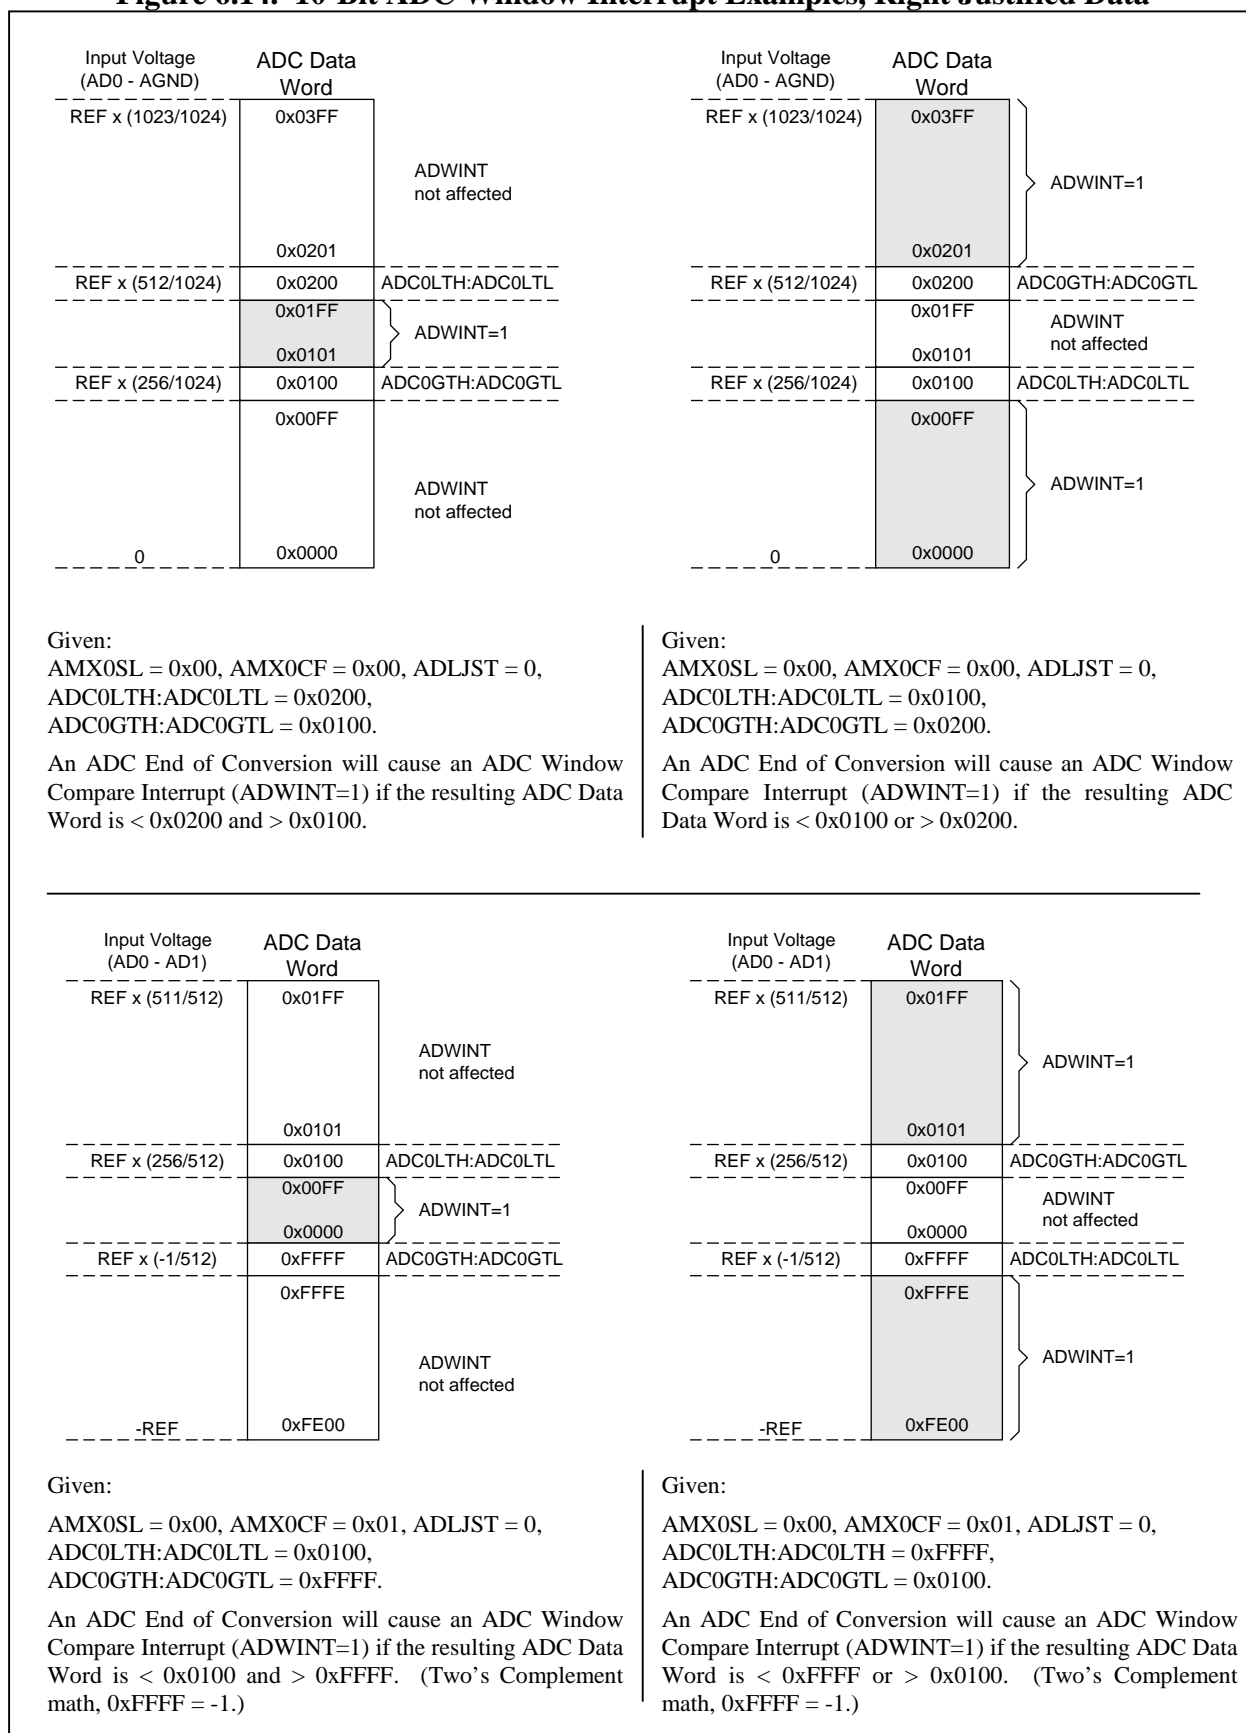 Figure 6.14. 10-Bit ADC Window Interrupt Examples, Right Justified Data
Input Voltage
(AD0 - AGND)
ADC Data
Word
REF x (1023/1024)
0x03FF
ADWINT
not affected
0x0201
REF x (512/1024)
0x0200
ADC0LTH:ADC0LTL
0x01FF
ADWINT=1
0x0101
REF x (256/1024)
0x0100
ADC0GTH:ADC0GTL
0x00FF
ADWINT
not affected
0
0x0000
Input Voltage
(AD0 - AGND)
ADC Data
Word
REF x (1023/1024)
0x03FF
ADWINT=1
0x0201
REF x (512/1024)
0x0200
ADC0GTH:ADC0GTL
0x01FF
ADWINT
not affected
0x0101
REF x (256/1024)
0x0100
ADC0LTH:ADC0LTL
0x00FF
ADWINT=1
0
0x0000
Given:
AMX0SL = 0x00, AMX0CF = 0x00, ADLJST = 0,
ADC0LTH:ADC0LTL = 0x0200,
ADC0GTH:ADC0GTL = 0x0100.
An ADC End of Conversion will cause an ADC Window
Compare Interrupt (ADWINT=1) if the resulting ADC Data
Word is < 0x0200 and > 0x0100.
Given:
AMX0SL = 0x00, AMX0CF = 0x00, ADLJST = 0,
ADC0LTH:ADC0LTL = 0x0100,
ADC0GTH:ADC0GTL = 0x0200.
An ADC End of Conversion will cause an ADC Window
Compare Interrupt (ADWINT=1) if the resulting ADC
Data Word is < 0x0100 or > 0x0200.
Input Voltage
(AD0 - AD1)
ADC Data
Word
REF x (511/512)
0x01FF
ADWINT
not affected
0x0101
REF x (256/512)
0x0100
ADC0LTH:ADC0LTL
0x00FF
ADWINT=1
0x0000
REF x (-1/512)
0xFFFF
ADC0GTH:ADC0GTL
0xFFFE
ADWINT
not affected
-REF
0xFE00
Input Voltage
(AD0 - AD1)
ADC Data
Word
REF x (511/512)
0x01FF
ADWINT=1
0x0101
REF x (256/512)
0x0100
ADC0GTH:ADC0GTL
0x00FF
ADWINT
not affected
0x0000
REF x (-1/512)
0xFFFF
ADC0LTH:ADC0LTL
0xFFFE
ADWINT=1
-REF
0xFE00
Given:
AMX0SL = 0x00, AMX0CF = 0x01, ADLJST = 0,
ADC0LTH:ADC0LTL = 0x0100,
ADC0GTH:ADC0GTL = 0xFFFF.
An ADC End of Conversion will cause an ADC Window
Compare Interrupt (ADWINT=1) if the resulting ADC Data
Word is < 0x0100 and > 0xFFFF. (Two's Complement
math, 0xFFFF = -1.)
Given:
AMX0SL = 0x00, AMX0CF = 0x01, ADLJST = 0,
ADC0LTH:ADC0LTH = 0xFFFF,
ADC0GTH:ADC0GTL = 0x0100.
An ADC End of Conversion will cause an ADC Window
Compare Interrupt (ADWINT=1) if the resulting ADC Data
Word is < 0xFFFF or > 0x0100. (Two's Complement
math, 0xFFFF = -1.)